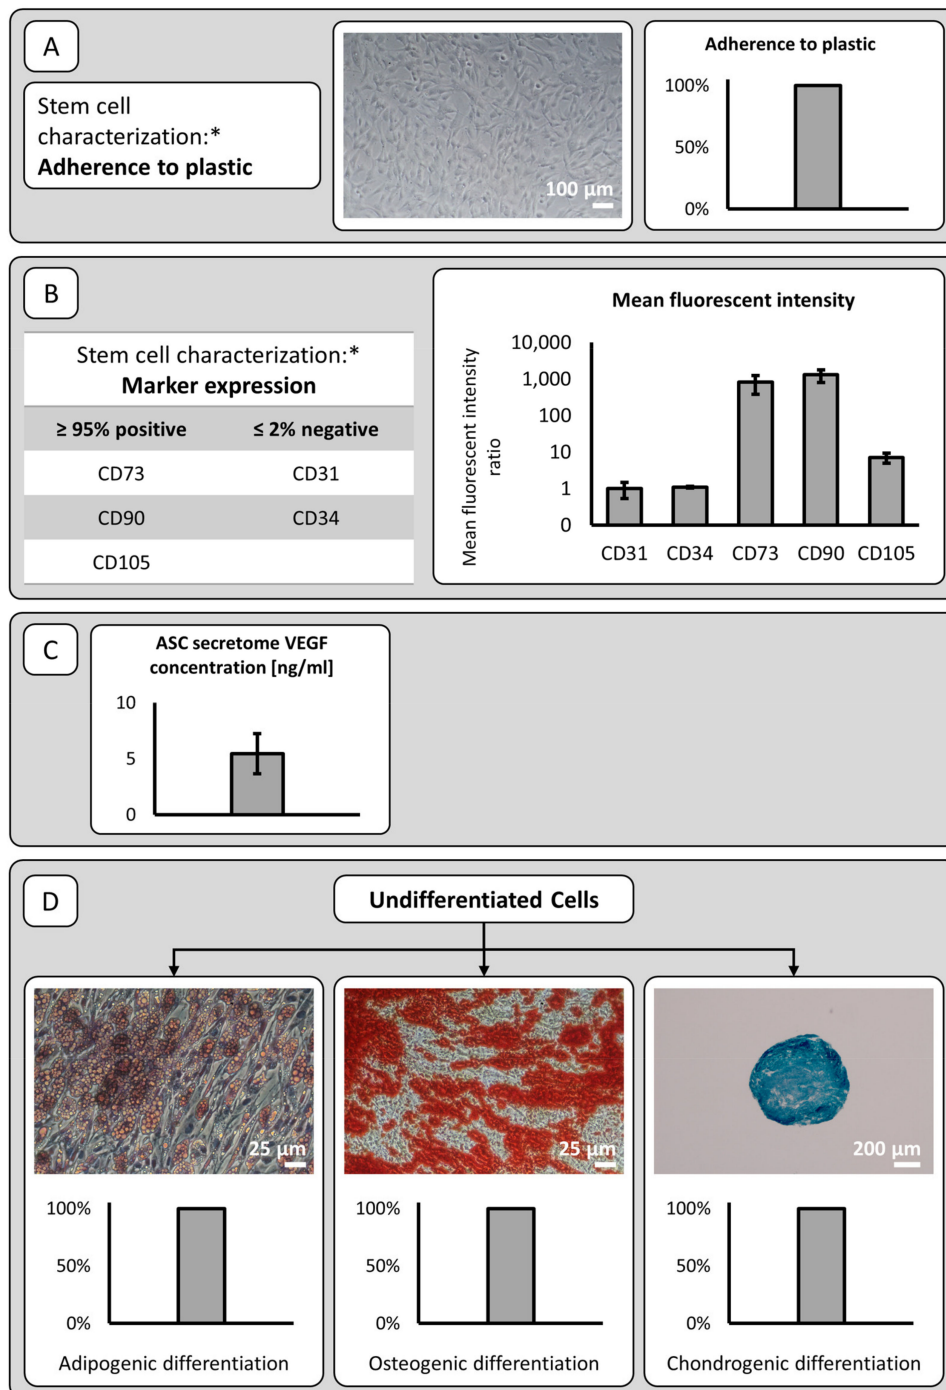 A
Stem cell
characterization:*
Adherence to plastic
100 μm
Adherence to plastic
100%
50%
0%
B
Stem cell characterization:*
Marker expression
≥ 95% positive ≤ 2% negative
CD73 CD31
CD90 CD34
CD105
Mean fluorescent intensity
Mean fluorescent intensity
ratio
10,000
1,000
100
10
1
0
CD31 CD34 CD73 CD90 CD105
C
ASC secretome VEGF
concentration [ng/ml]
10
5
0
D
Undifferentiated Cells
25 μm
25 μm
200 μm
100%
50%
0%
Adipogenic differentiation
100%
50%
0%
Osteogenic differentiation
100%
50%
0%
Chondrogenic differentiation